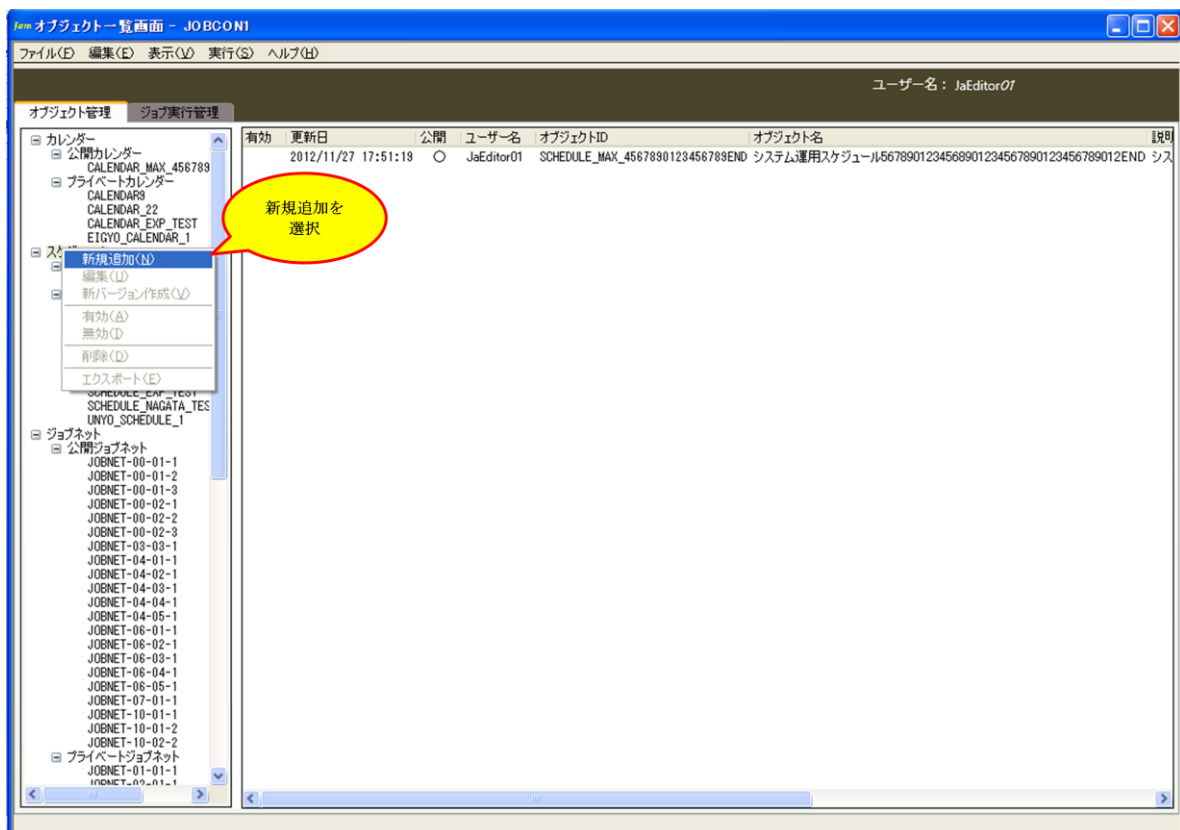 Jam オブジェクト一覧画面 - JOBCON1
ファイル(F) 編集(E) 表示(V) 実行(S) ヘルプ(H)
ユーザー名： JaEditor01
オブジェクト管理 ジョブ実行管理
カレンダー
公開カレンダー
CALENDAR_MAX_456789
プライベートカレンダー
CALENDAR9
CALENDAR_22
CALENDAR_EXP_TEST
EIGYO_CALENDAR_1
新規追加(N)
編集(U)
新バージョン作成(V)
有効(A)
無効(I)
削除(D)
エクスポート(E)
SCHEDULE_EXP_TEST
SCHEDULE_NAGATA_TES
UNYO_SCHEDULE_1
ジョブネット
公開ジョブネット
JOBNET-00-01-1
JOBNET-00-01-2
JOBNET-00-01-3
JOBNET-00-02-1
JOBNET-00-02-2
JOBNET-00-02-3
JOBNET-03-03-1
JOBNET-04-01-1
JOBNET-04-02-1
JOBNET-04-03-1
JOBNET-04-04-1
JOBNET-04-05-1
JOBNET-06-01-1
JOBNET-06-02-1
JOBNET-06-03-1
JOBNET-06-04-1
JOBNET-06-05-1
JOBNET-07-01-1
JOBNET-10-01-1
JOBNET-10-01-2
JOBNET-10-02-2
プライベートジョブネット
JOBNET-01-01-1
JOBNET-02-01-1
新規追加を
選択
有効 更新日 公開 ユーザー名 オブジェクトID オブジェクト名 説明
2012/11/27 17:51:19 ○ JaEditor01 SCHEDULE_MAX_4567890123456789END システム運用スケジュール5678901234568901234567890123456789012END シス